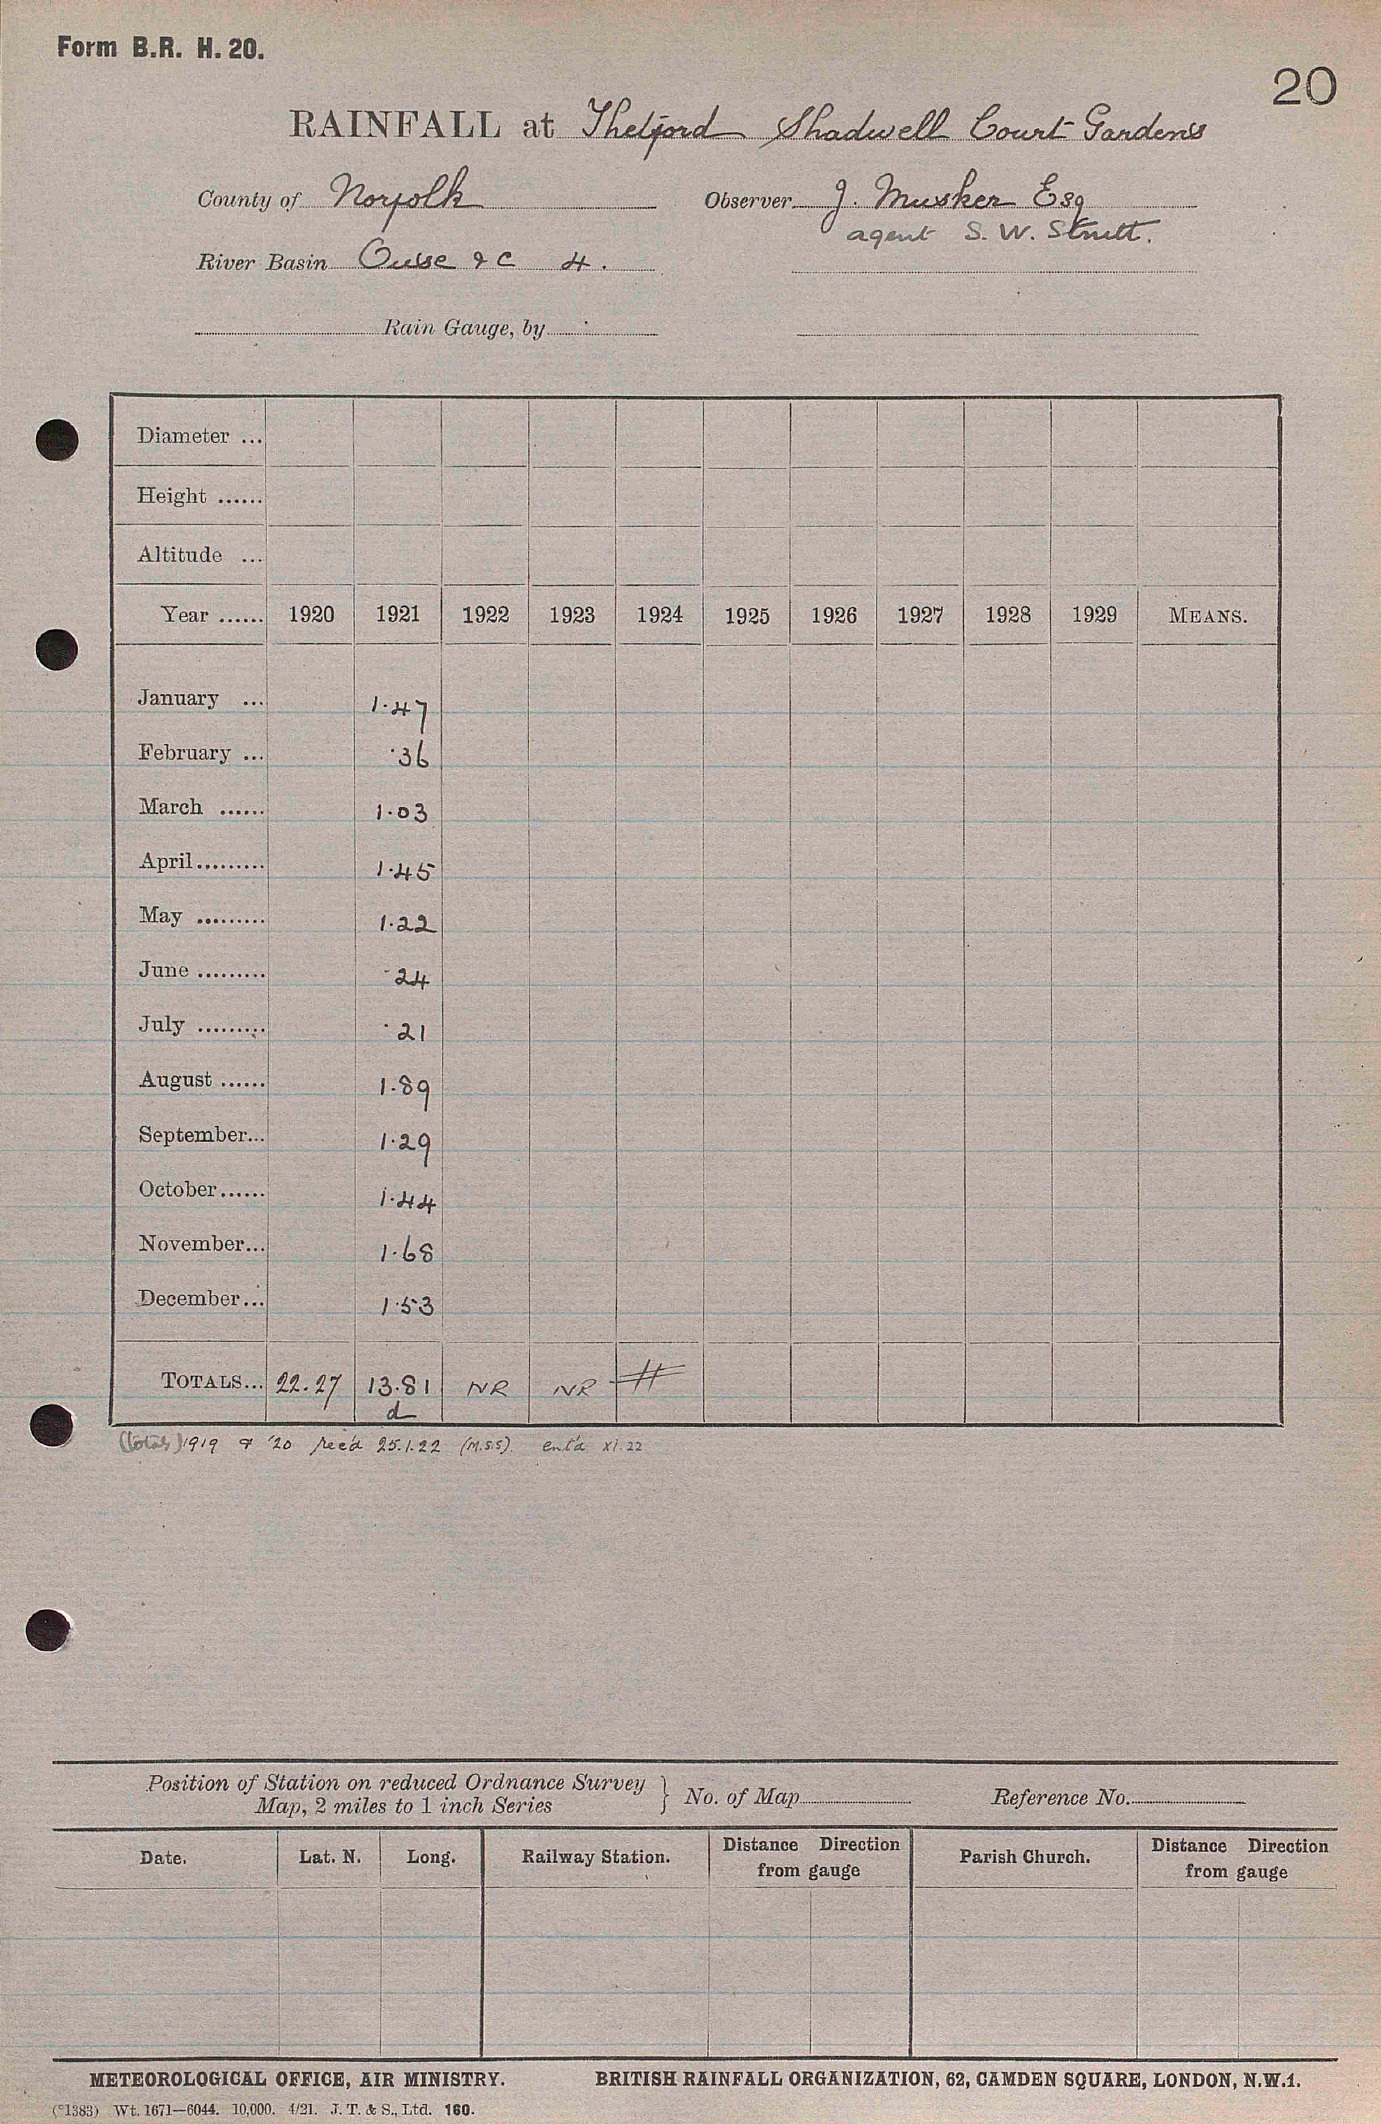 Form B.R. H. 20.
20
RAINFALL at Thetford Shadwell Court Gardens
County of Norfolk Observer J. Musker Esq
agent S. W. Strutt.
River Basin Ouse & C 4.
Rain Gauge, by
Diameter ...
Height ......
Altitude ...
Year ...... 1920 1921 1922 1923 1924 1925 1926 1927 1928 1929 MEANS.
January ... 1.47
February ... .36
March ...... 1.03
April......... 1.45
May ......... 1.22
June ......... .24
July ......... .21
August ...... 1.89
September... 1.29
October...... 1.44
November... 1.68
December... 1.53
TOTALS... 22.27 13.81 NR NR
d
(totals) 1919 & '20 rec'd 25.1.22 (M.S.S). ent'd xi.22
Position of Station on reduced Ordnance Survey
Map, 2 miles to 1 inch Series } No. of Map Reference No.
Date. Lat. N. Long. Railway Station. Distance Direction from gauge Parish Church. Distance Direction from gauge
METEOROLOGICAL OFFICE, AIR MINISTRY. BRITISH RAINFALL ORGANIZATION, 62, CAMDEN SQUARE, LONDON, N.W.1.
(*1383) Wt. 1671—6044. 10,000. 4/21. J. T. & S., Ltd. 160.